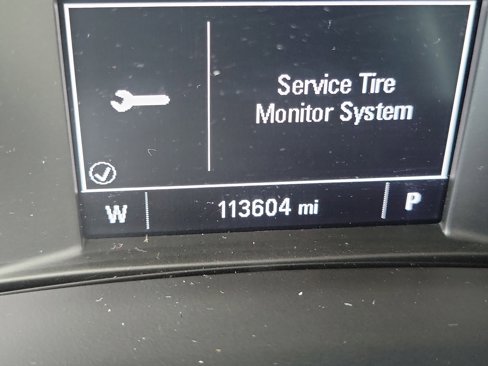 Service Tire
Monitor System
W 113604 mi P